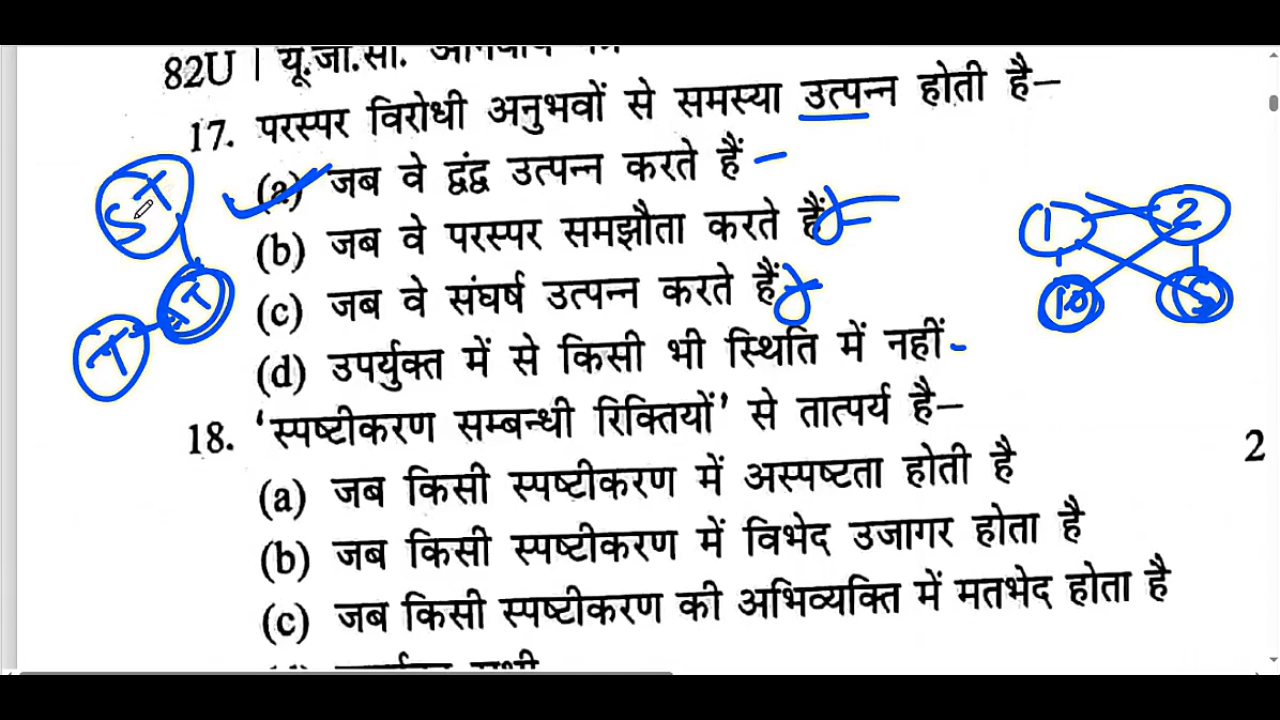 82U | यू.जी.सी.
17. परस्पर विरोधी अनुभवों से समस्या उत्पन्न होती है–
(a) जब वे द्वंद्व उत्पन्न करते हैं
(b) जब वे परस्पर समझौता करते हैं
(c) जब वे संघर्ष उत्पन्न करते हैं
(d) उपर्युक्त में से किसी भी स्थिति में नहीं
ST
T
1 2
5
18. ‘स्पष्टीकरण सम्बन्धी रिक्तियों’ से तात्पर्य है–
2
(a) जब किसी स्पष्टीकरण में अस्पष्टता होती है
(b) जब किसी स्पष्टीकरण में विभेद उजागर होता है
(c) जब किसी स्पष्टीकरण की अभिव्यक्ति में मतभेद होता है